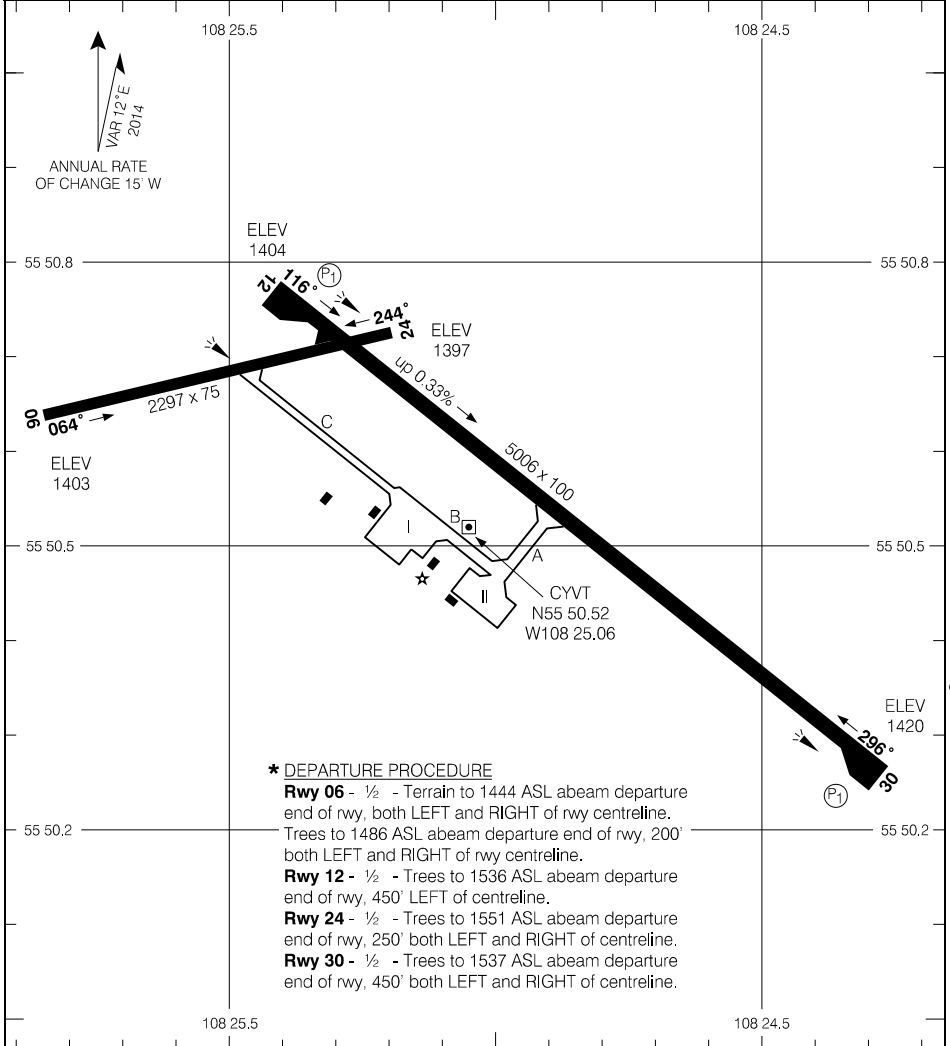 108 25.5
108 24.5
VAR 12°E
2014
ANNUAL RATE
OF CHANGE 15' W
ELEV
1404
55 50.8
55 50.8
12
116°
P1
244°
24
ELEV
1397
06
064°
2297 x 75
up 0.33%
ELEV
1403
C
5006 x 100
I
B
55 50.5
55 50.5
A
II
CYVT
N55 50.52
W108 25.06
ELEV
1420
296°
30
P1
* DEPARTURE PROCEDURE
Rwy 06 - ½ - Terrain to 1444 ASL abeam departure
end of rwy, both LEFT and RIGHT of rwy centreline.
Trees to 1486 ASL abeam departure end of rwy, 200'
both LEFT and RIGHT of rwy centreline.
Rwy 12 - ½ - Trees to 1536 ASL abeam departure
end of rwy, 450' LEFT of centreline.
Rwy 24 - ½ - Trees to 1551 ASL abeam departure
end of rwy, 250' both LEFT and RIGHT of centreline.
Rwy 30 - ½ - Trees to 1537 ASL abeam departure
end of rwy, 450' both LEFT and RIGHT of centreline.
55 50.2
55 50.2
108 25.5
108 24.5